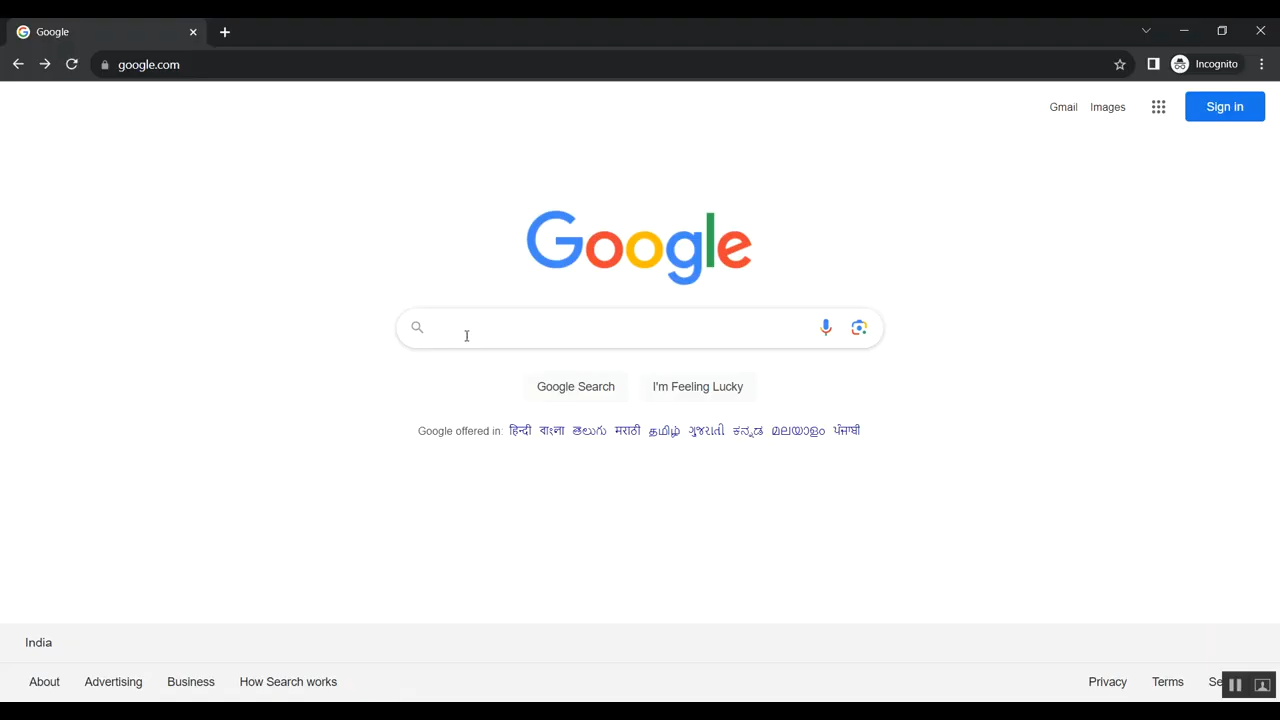 Google
google.com
Incognito
Gmail Images
Sign in
Google
Google Search I'm Feeling Lucky
Google offered in: हिन्दी বাংলা తెలుగు मराठी தமிழ் ગુજરાતી ಕನ್ನಡ മലയാളം ਪੰਜਾਬੀ
India
About Advertising Business How Search works Privacy Terms Se